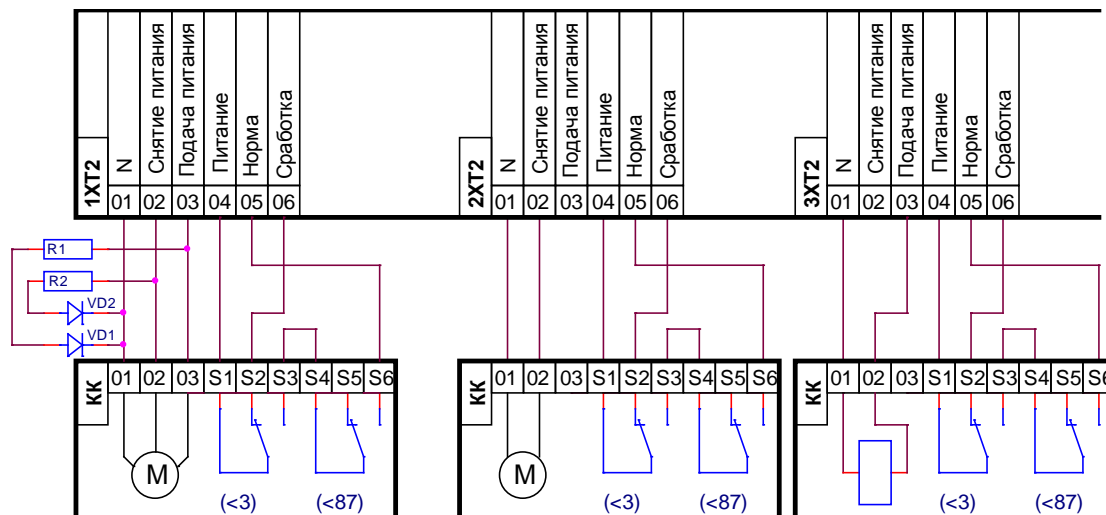 1XT2 N Снятие питания Подача питания Питание Норма Сработка
01 02 03 04 05 06
2XT2 N Снятие питания Подача питания Питание Норма Сработка
01 02 03 04 05 06
3XT2 N Снятие питания Подача питания Питание Норма Сработка
01 02 03 04 05 06
R1
R2
VD2
VD1
КК 01 02 03 S1 S2 S3 S4 S5 S6
M
(<3) (<87)
КК 01 02 03 S1 S2 S3 S4 S5 S6
M
(<3) (<87)
КК 01 02 03 S1 S2 S3 S4 S5 S6
(<3) (<87)